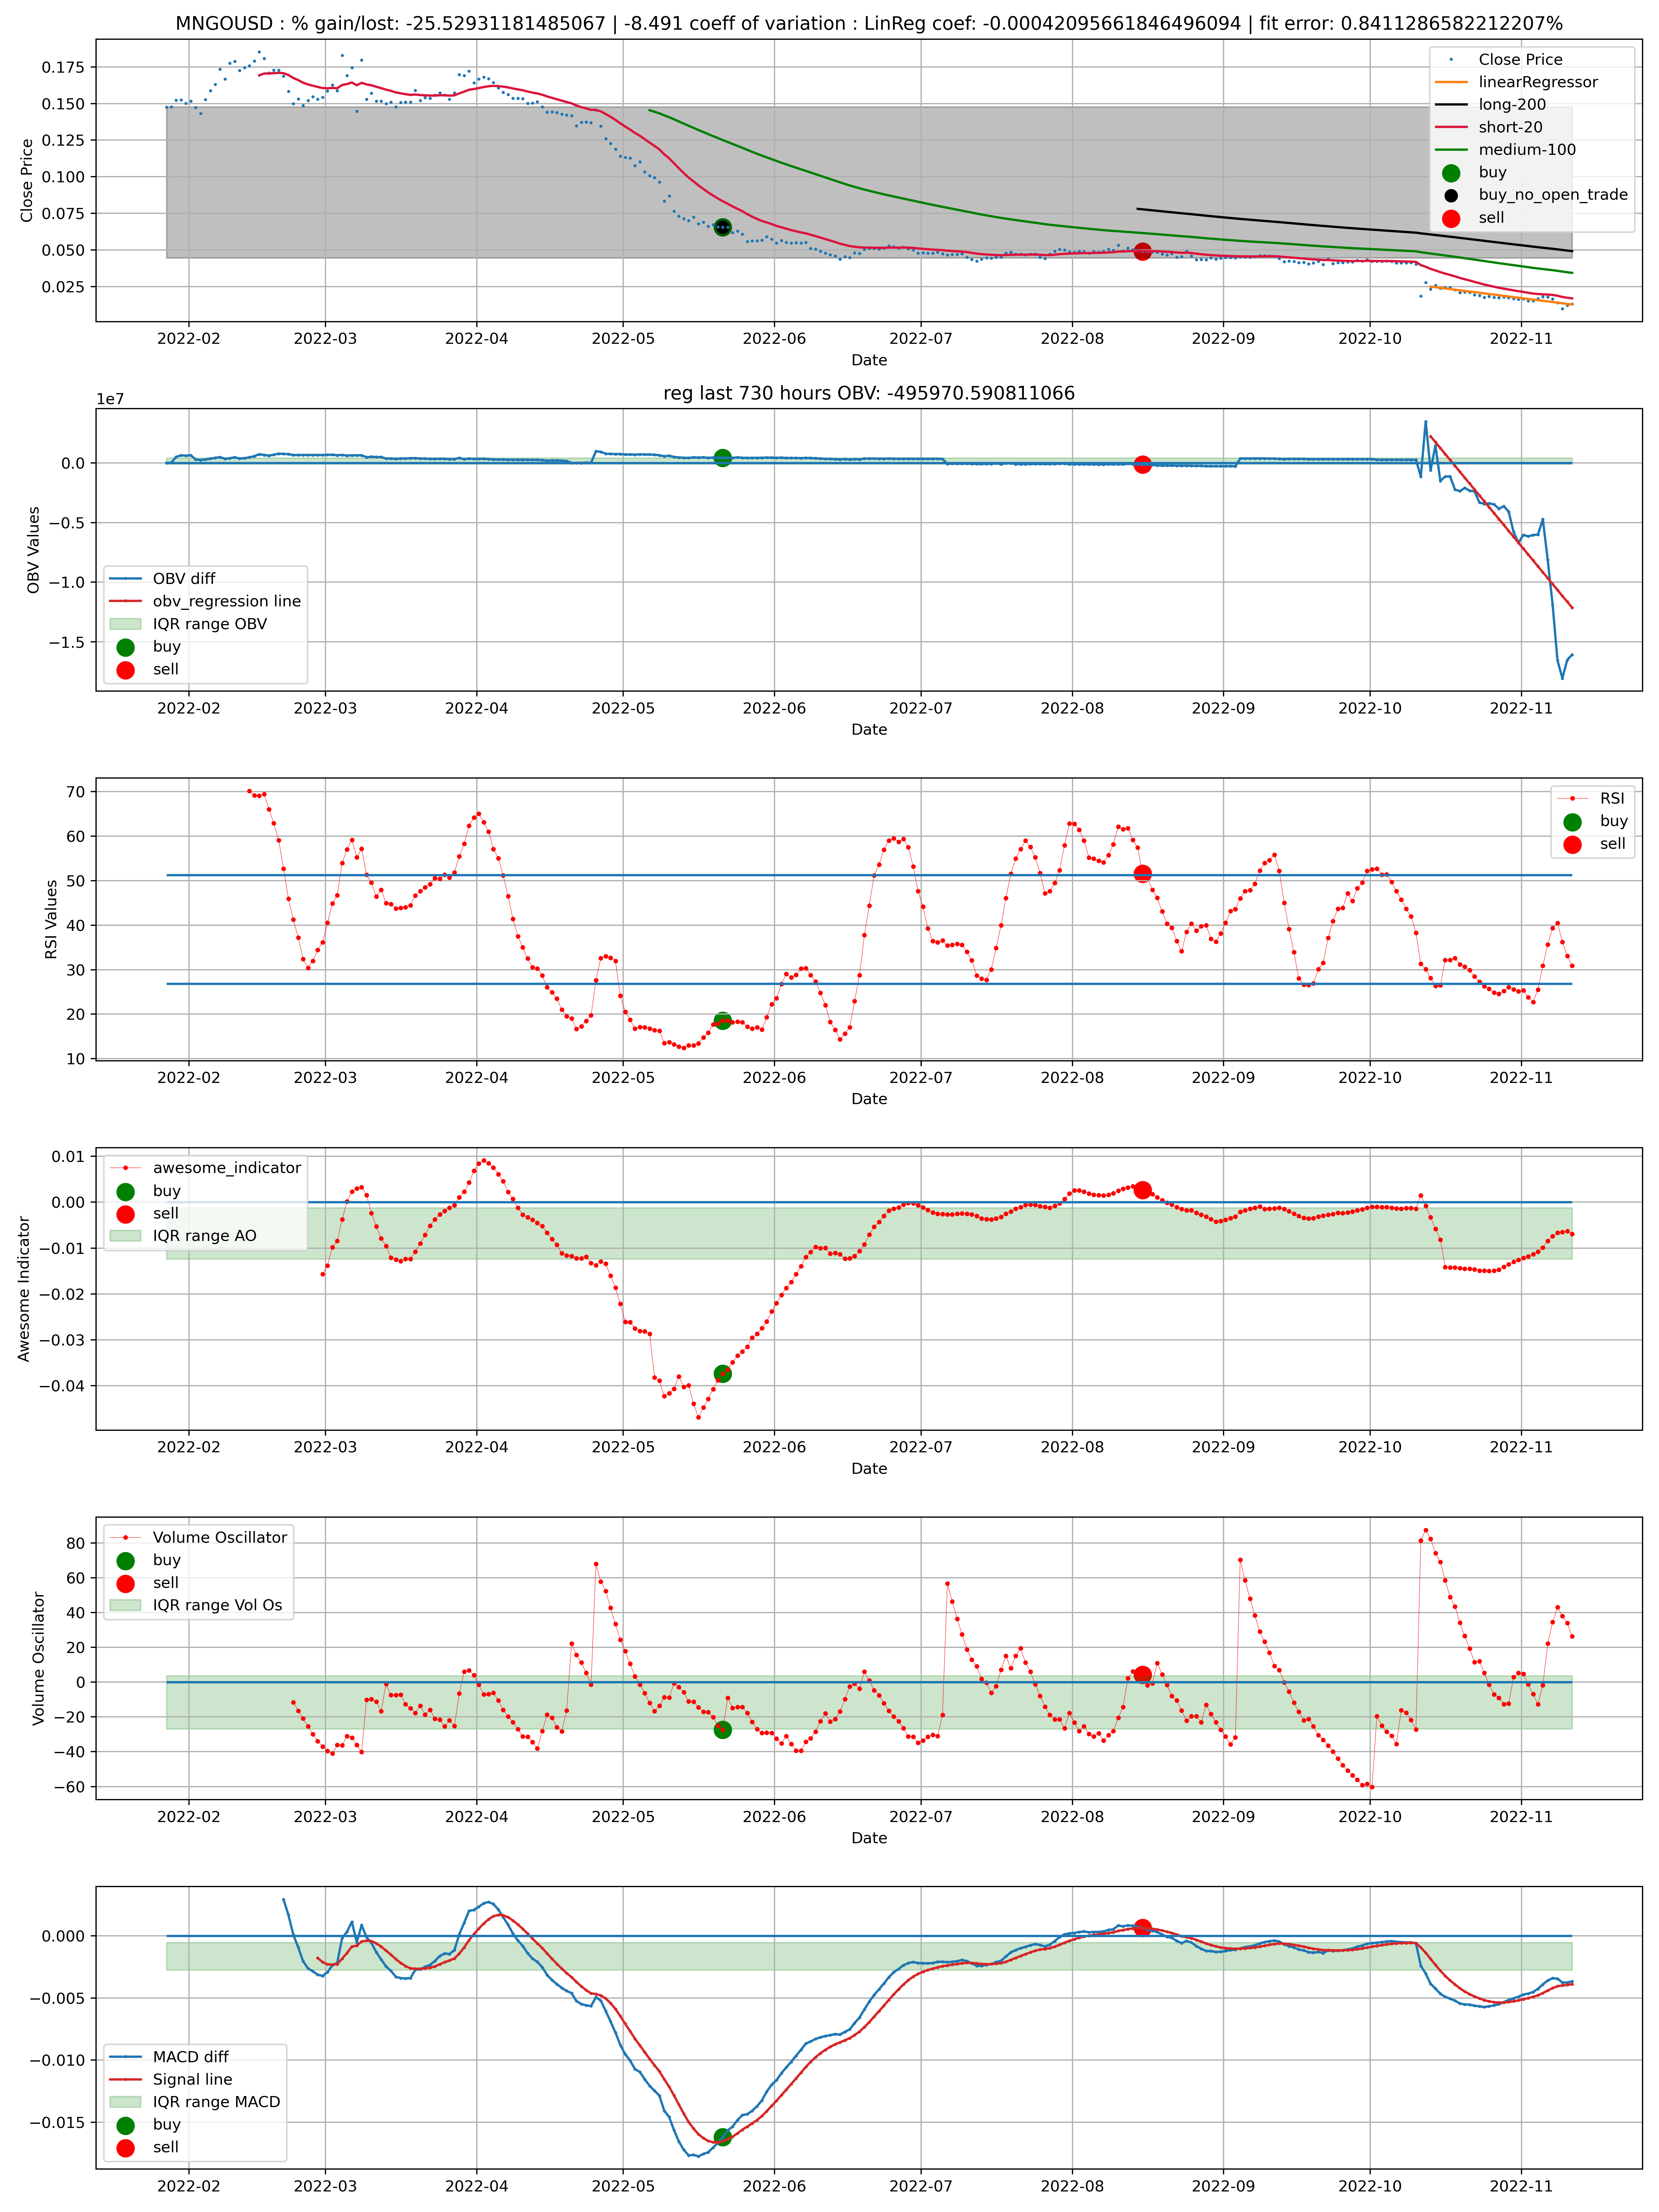 MNGOUSD : % gain/lost: -25.52931181485067 | -8.491 coeff of variation : LinReg coef: -0.00042095661846496094 | fit error: 0.8411286582212207%
Close Price
0.175
0.150
0.125
0.100
0.075
0.050
0.025
Close Price
linearRegressor
long-200
short-20
medium-100
buy
buy_no_open_trade
sell
2022-02 2022-03 2022-04 2022-05 2022-06 2022-07 2022-08 2022-09 2022-10 2022-11
Date
reg last 730 hours OBV: -495970.590811066
1e7
OBV Values
0.0
−0.5
−1.0
−1.5
OBV diff
obv_regression line
IQR range OBV
buy
sell
2022-02 2022-03 2022-04 2022-05 2022-06 2022-07 2022-08 2022-09 2022-10 2022-11
Date
RSI Values
70
60
50
40
30
20
10
RSI
buy
sell
2022-02 2022-03 2022-04 2022-05 2022-06 2022-07 2022-08 2022-09 2022-10 2022-11
Date
Awesome Indicator
0.01
0.00
−0.01
−0.02
−0.03
−0.04
awesome_indicator
buy
sell
IQR range AO
2022-02 2022-03 2022-04 2022-05 2022-06 2022-07 2022-08 2022-09 2022-10 2022-11
Date
Volume Oscillator
80
60
40
20
0
−20
−40
−60
Volume Oscillator
buy
sell
IQR range Vol Os
2022-02 2022-03 2022-04 2022-05 2022-06 2022-07 2022-08 2022-09 2022-10 2022-11
Date
0.000
−0.005
−0.010
−0.015
MACD diff
Signal line
IQR range MACD
buy
sell
2022-02 2022-03 2022-04 2022-05 2022-06 2022-07 2022-08 2022-09 2022-10 2022-11